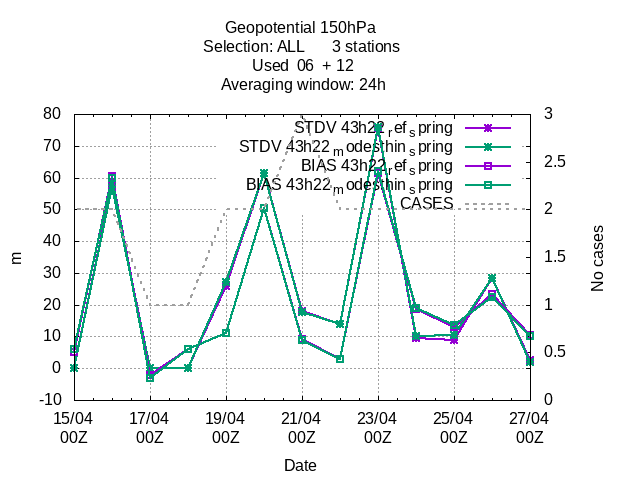 Geopotential 150hPa
Selection: ALL 3 stations
Used 06 + 12
Averaging window: 24h
80 3
STDV 43h22_ref_spring
STDV 43h22_modesthin_spring
BIAS 43h22_ref_spring
BIAS 43h22_modesthin_spring
CASES
70
60 2.5
50 2
40
30 1.5
20 1
10 0.5
0
-10 0
m
No cases
15/04 17/04 19/04 21/04 23/04 25/04 27/04
00Z 00Z 00Z 00Z 00Z 00Z 00Z
Date